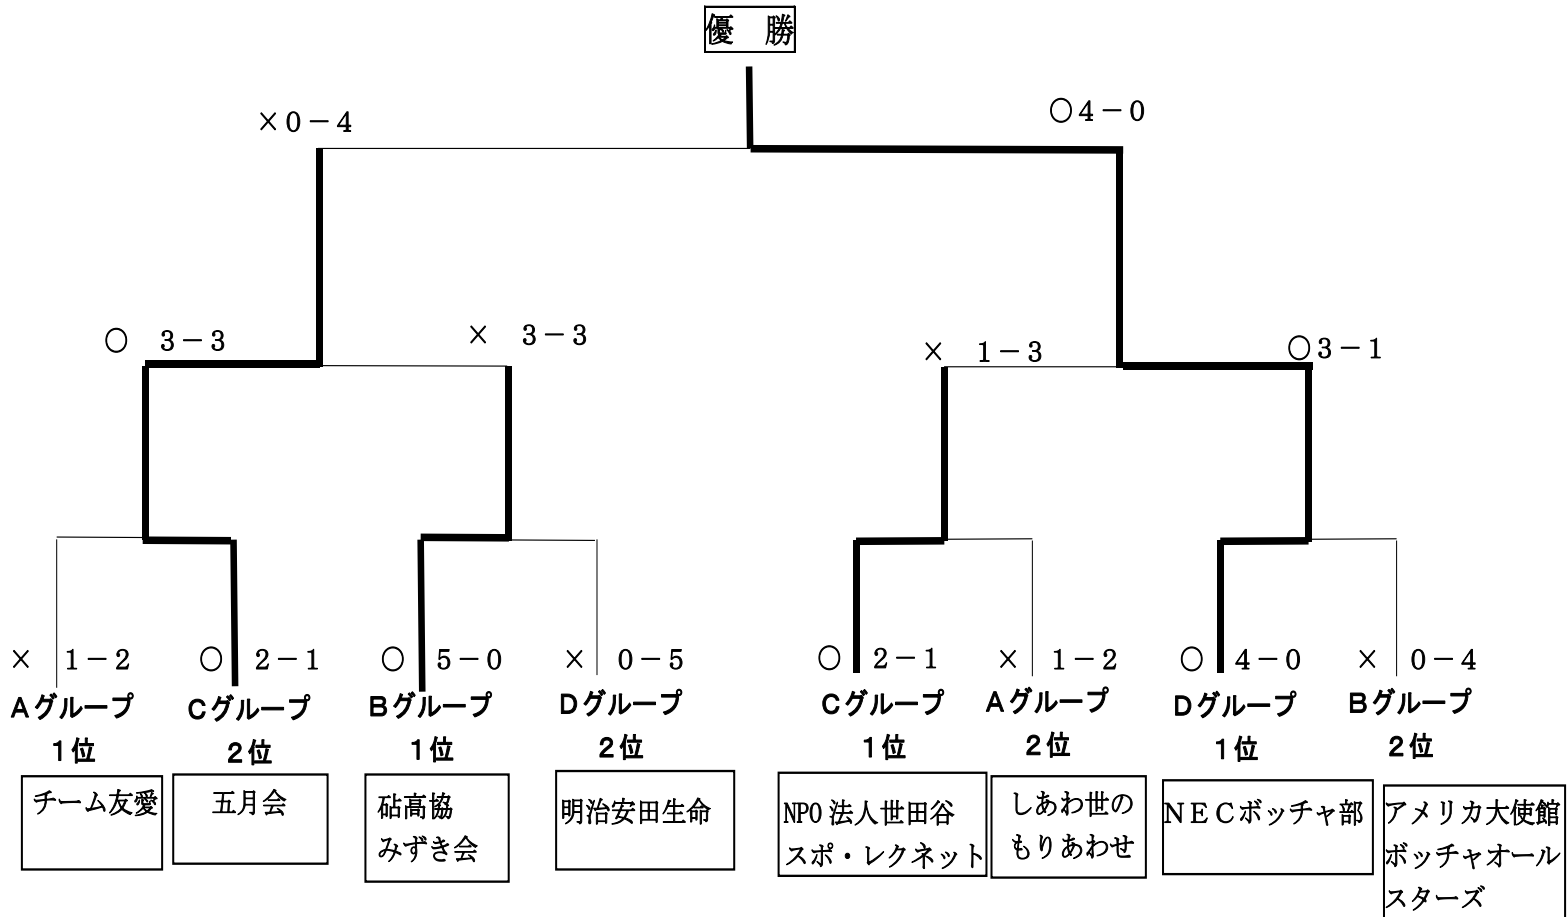 優　勝
×０－４
○４－０
○　３－３
×　３－３
×　１－３
○３－１
×　１－２
○　２－１
○　５－０
×　０－５
○　２－１
×　１－２
○　４－０
×　０－４
Ａグループ
１位
Ｃグループ
２位
Ｂグループ
１位
Ｄグループ
２位
Ｃグループ
１位
Ａグループ
２位
Ｄグループ
１位
Ｂグループ
２位
チーム友愛
五月会
砧高協
みずき会
明治安田生命
NPO 法人世田谷
スポ・レクネット
しあわ世の
もりあわせ
ＮＥＣボッチャ部
アメリカ大使館
ボッチャオール
スターズ